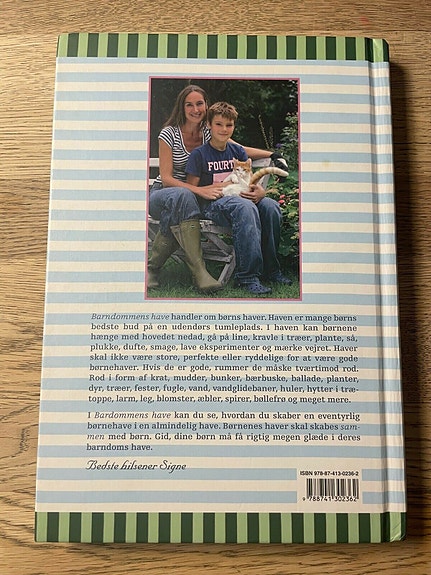 FOURT
Barndommens have handler om børns haver. Haven er mange børns
bedste bud på en udendørs tumleplads. I haven kan børnene
hænge med hovedet nedad, gå på line, kravle i træer, plante, så,
plukke, dufte, smage, lave eksperimenter og mærke vejret. Haver
skal ikke være store, perfekte eller ryddelige for at være gode
børnehaver. Hvis de er gode, rummer de måske tværtimod rod.
Rod i form af krat, mudder, bunker, bærbuske, ballade, planter,
dyr, træer, fester, fugle, vand, vandglidebaner, huler, hytter i træ-
toppe, larm, leg, blomster, æbler, spirer, bøllefrø og meget mere.
I Bardommens have kan du se, hvordan du skaber en eventyrlig
børnehave i en almindelig have. Børnenes haver skal skabes sam-
men med børn. Gid, dine børn må få rigtig megen glæde i deres
barndoms have.
Bedste hilsener Signe
ISBN 978-87-413-0236-2
9 788741 302362